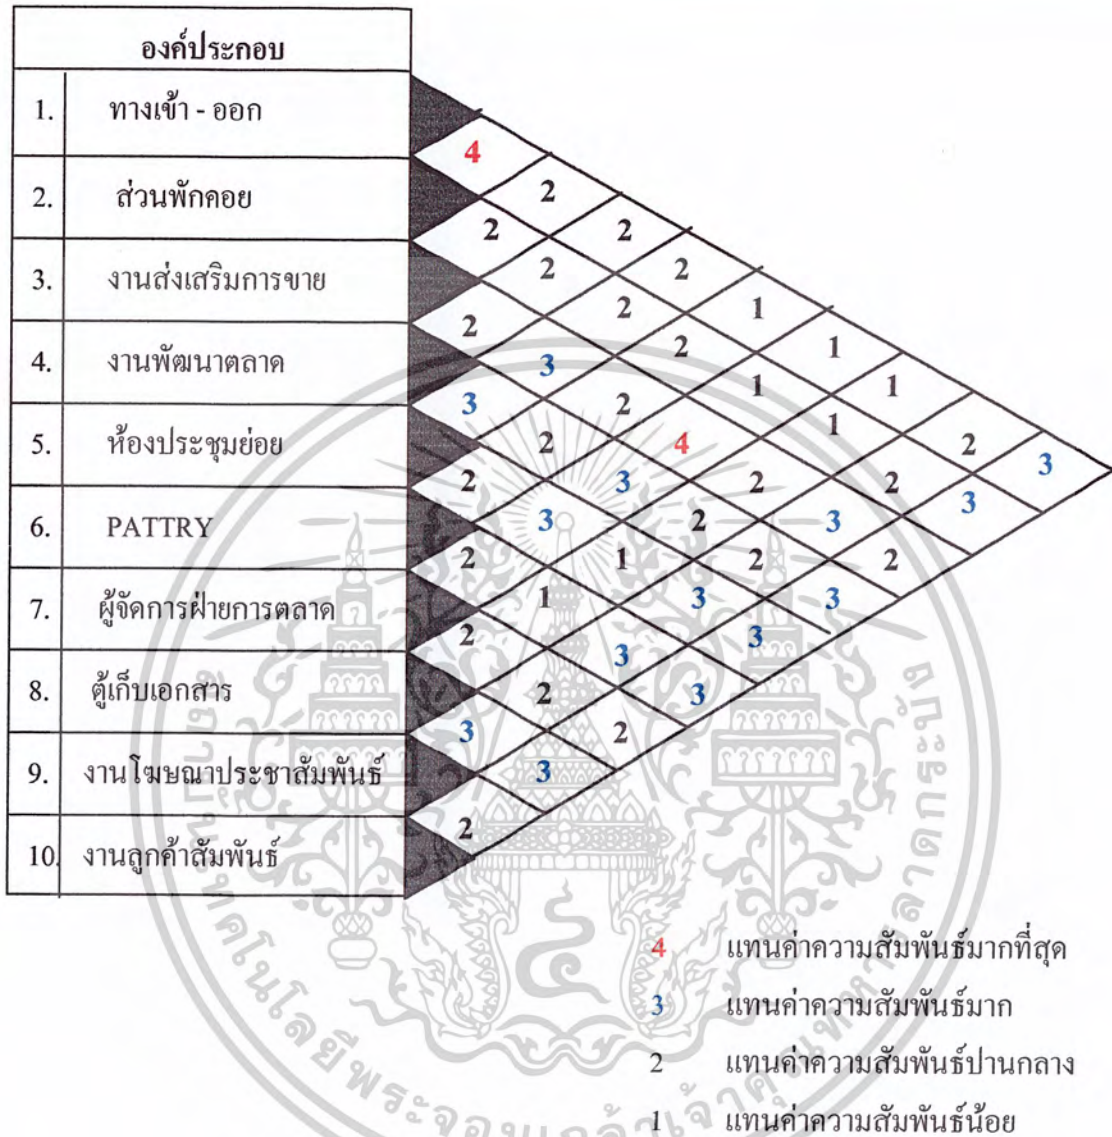 องค์ประกอบ
1. ทางเข้า - ออก
2. ส่วนพักคอย
3. งานส่งเสริมการขาย
4. งานพัฒนาตลาด
5. ห้องประชุมย่อย
6. PATTRY
7. ผู้จัดการฝ่ายการตลาด
8. ตู้เก็บเอกสาร
9. งานโฆษณาประชาสัมพันธ์
10. งานลูกค้าสัมพันธ์
4
2
2 2
2 2
2 1
2 2 1
3 2 1
3 2 1 2
2 4 1 3
2 3 2 2 3
3 2 3
2 1 2 2
1 3 3
2 3 3
2 3
3 2
3
2
4 แทนค่าความสัมพันธ์มากที่สุด
3 แทนค่าความสัมพันธ์มาก
2 แทนค่าความสัมพันธ์ปานกลาง
1 แทนค่าความสัมพันธ์น้อย